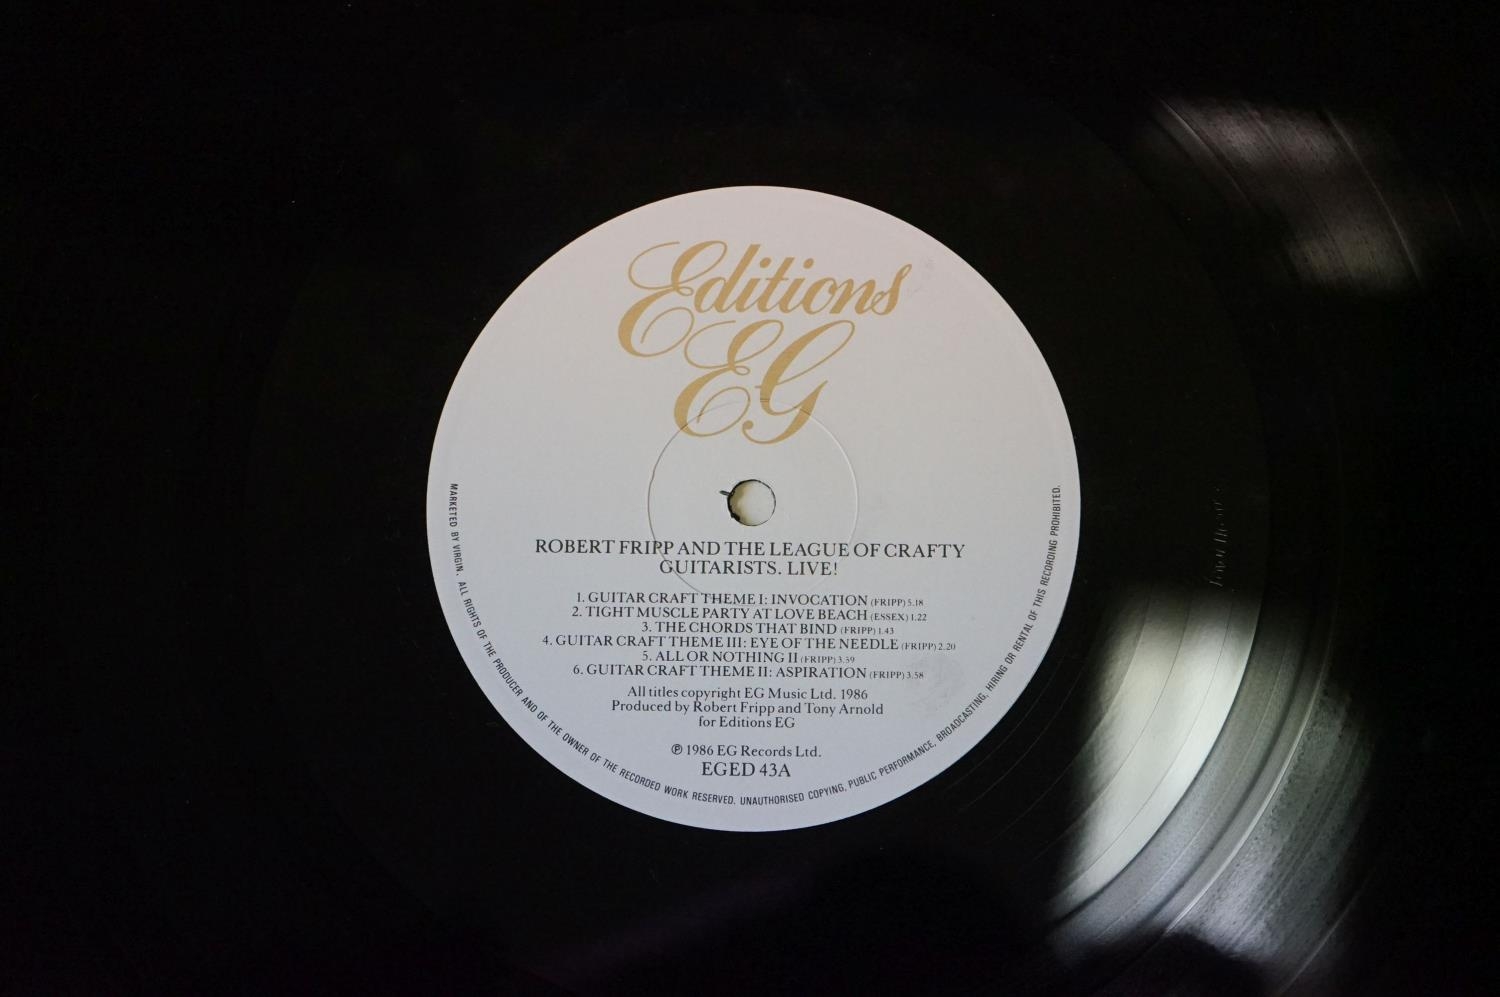 Editions
EG
ROBERT FRIPP AND THE LEAGUE OF CRAFTY
GUITARISTS. LIVE!
1. GUITAR CRAFT THEME I: INVOCATION (FRIPP) 5.18
2. TIGHT MUSCLE PARTY AT LOVE BEACH (ESSEX) 1.22
3. THE CHORDS THAT BIND (FRIPP) 1.43
4. GUITAR CRAFT THEME III: EYE OF THE NEEDLE (FRIPP) 2.20
5. ALL OR NOTHING II (FRIPP) 3.59
6. GUITAR CRAFT THEME II: ASPIRATION (FRIPP) 3.58
All titles copyright EG Music Ltd. 1986
Produced by Robert Fripp and Tony Arnold
for Editions EG
℗ 1986 EG Records Ltd.
EGED 43A
MARKETED BY VIRGIN. ALL RIGHTS OF THE PRODUCER AND OF THE OWNER OF THE RECORDED WORK RESERVED. UNAUTHORISED COPYING, PUBLIC PERFORMANCE, BROADCASTING, HIRING OR RENTAL OF THIS RECORDING PROHIBITED.